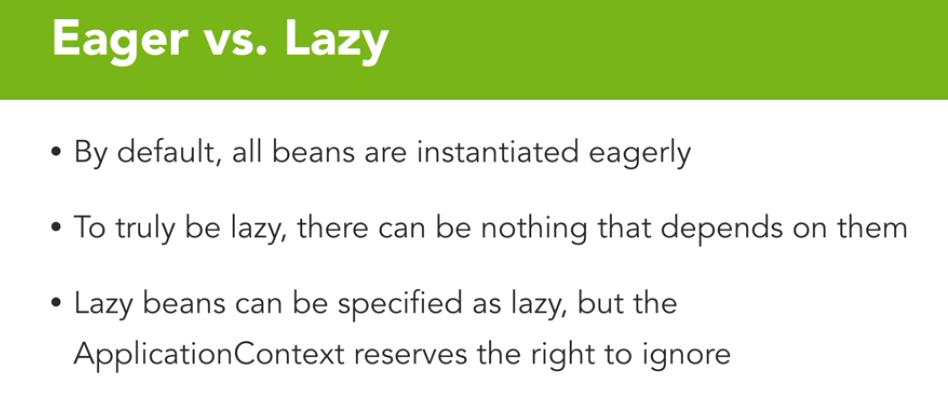 Eager vs. Lazy
• By default, all beans are instantiated eagerly
• To truly be lazy, there can be nothing that depends on them
• Lazy beans can be specified as lazy, but the
ApplicationContext reserves the right to ignore